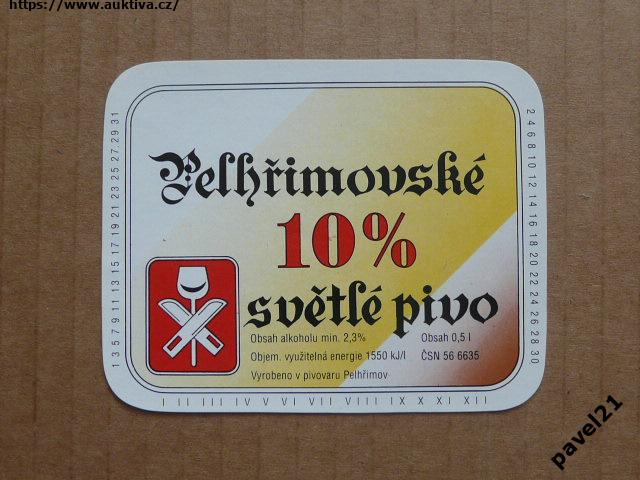 https://www.auktiva.cz/
Pelhřimovské
10%
světlé pivo
Obsah alkoholu min. 2,3% Obsah 0,5 l
Objem. využitelná energie 1550 kJ/l ČSN 56 6635
Vyrobeno v pivovaru Pelhřimov
1 3 5 7 9 11 13 15 17 19 21 23 25 27 29 31
2 4 6 8 10 12 14 16 18 20 22 24 26 28 30
I II III IV V VI VII VIII IX X XI XII
pavel21